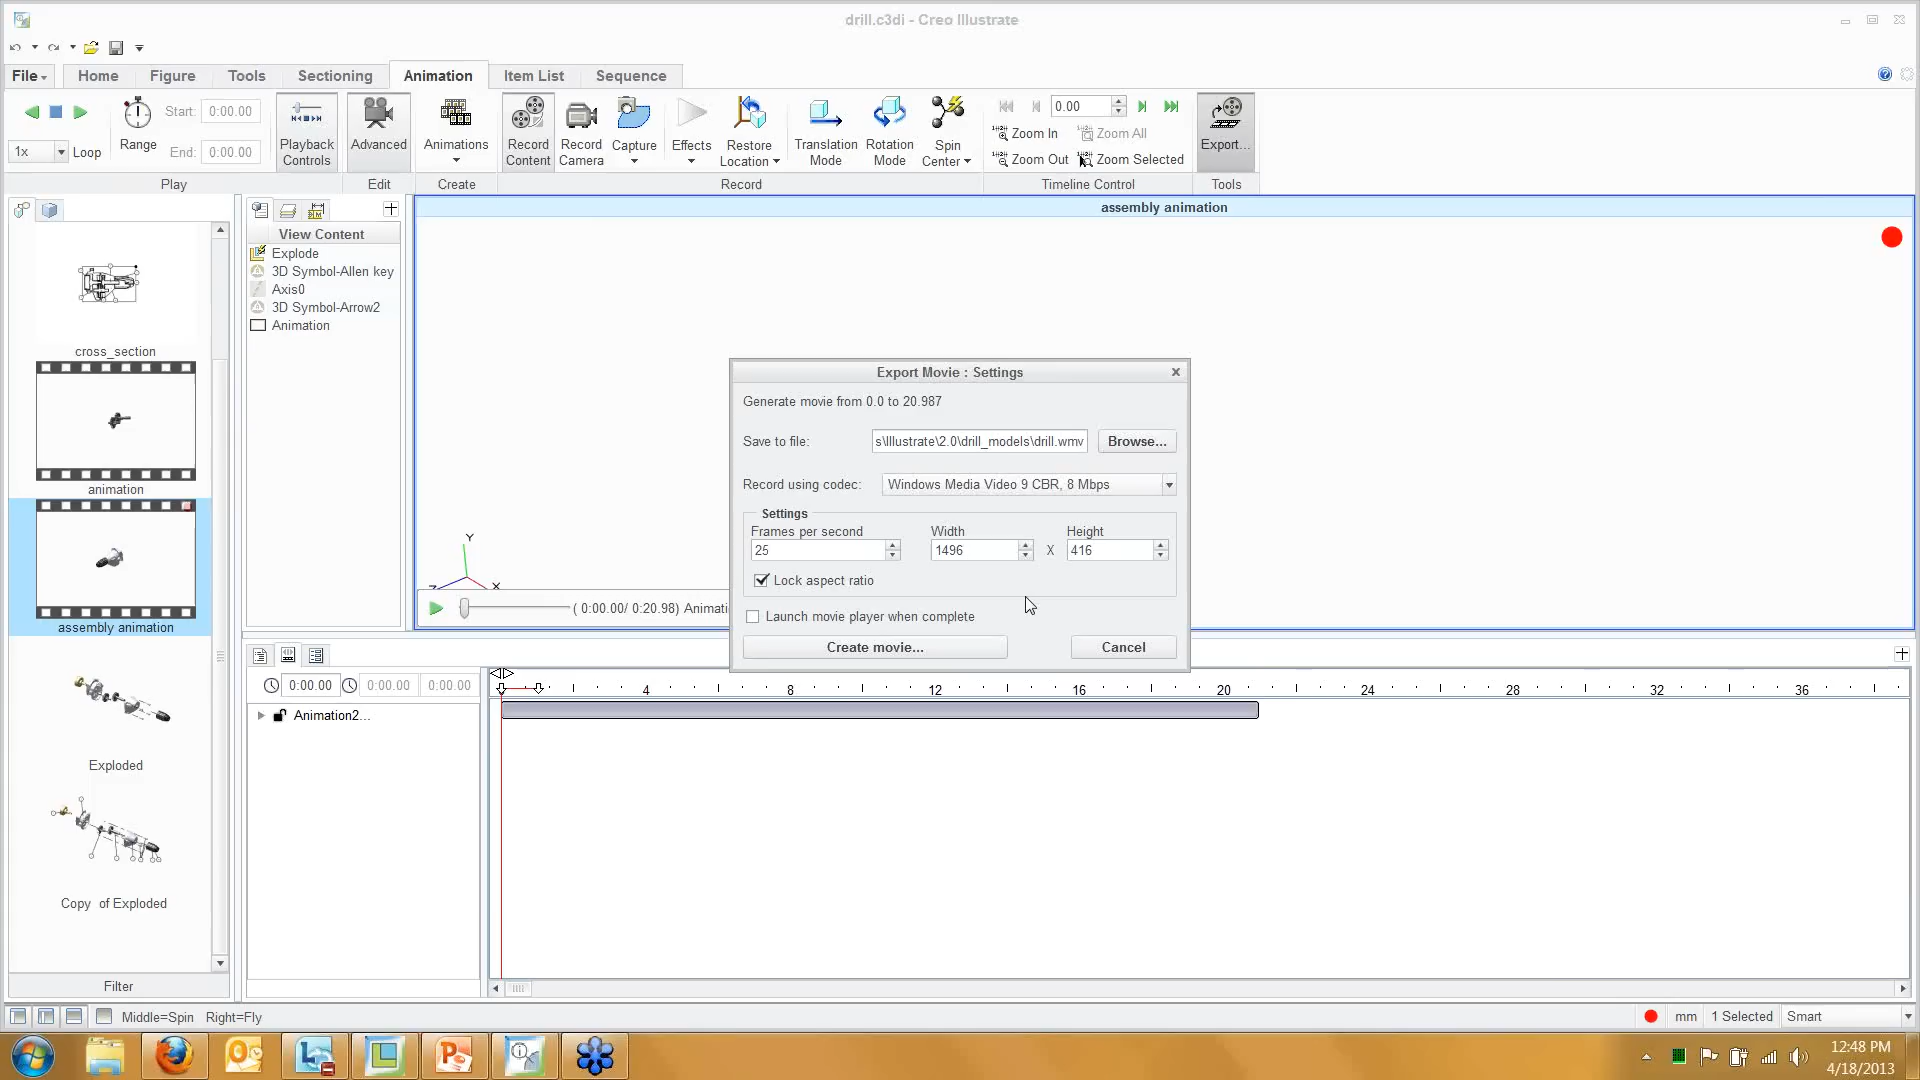 drill.c3di - Creo Illustrate
File
Home
Figure
Tools
Sectioning
Animation
Item List
Sequence
Start: 0:00.00
End: 0:00.00
1x
Loop
Range
Playback Controls
Advanced
Animations
Record Content
Record Camera
Capture
Effects
Restore Location
Translation Mode
Rotation Mode
Spin Center
0.00
Zoom In
Zoom All
Zoom Out
Zoom Selected
Export...
Play
Edit
Create
Record
Timeline Control
Tools
View Content
Explode
3D Symbol-Allen key
Axis0
3D Symbol-Arrow2
Animation
cross_section
animation
assembly animation
Exploded
Copy of Exploded
Filter
assembly animation
Y
Z
X
( 0:00.00/ 0:20.98) Animati
Export Movie : Settings
Generate movie from 0.0 to 20.987
Save to file: s\Illustrate\2.0\drill_models\drill.wmv Browse...
Record using codec: Windows Media Video 9 CBR, 8 Mbps
Settings
Frames per second Width Height
25 1496 X 416
Lock aspect ratio
Launch movie player when complete
Create movie... Cancel
0:00.00 0:00.00 0:00.00
4 8 12 16 20 24 28 32 36
Animation2...
Middle=Spin Right=Fly
mm 1 Selected Smart
12:48 PM
4/18/2013